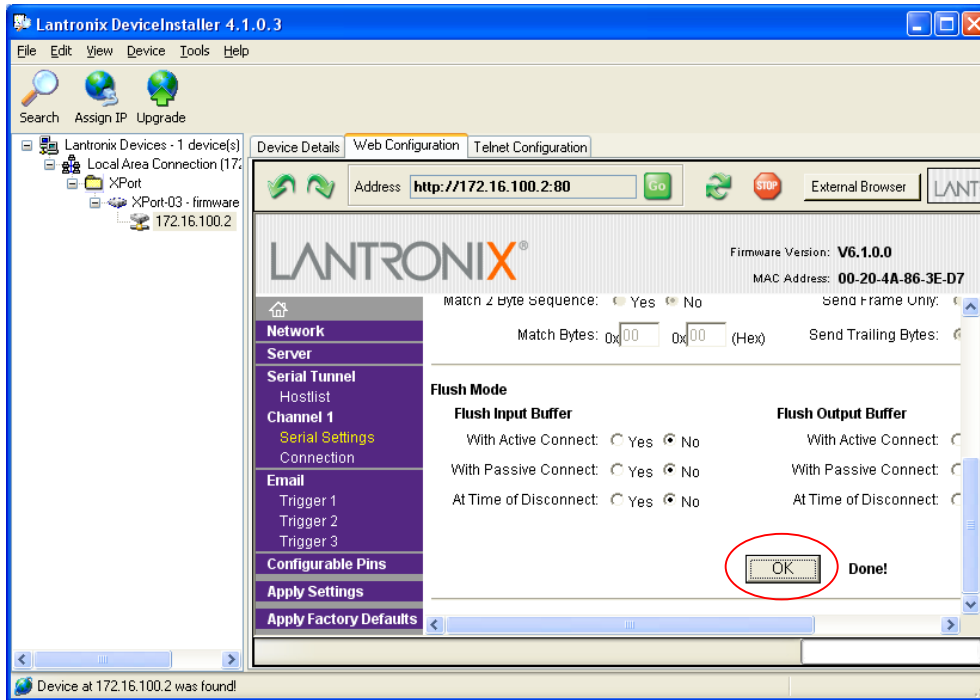 Lantronix DeviceInstaller 4.1.0.3
File Edit View Device Tools Help
Search Assign IP Upgrade
Lantronix Devices - 1 device(s)
Local Area Connection (172
XPort
XPort-03 - firmware
172.16.100.2
Device Details Web Configuration Telnet Configuration
Address http://172.16.100.2:80 Go STOP External Browser LANT
LANTRONIX®
Firmware Version: V6.1.0.0
MAC Address: 00-20-4A-86-3E-D7
Network
Server
Serial Tunnel
Hostlist
Channel 1
Serial Settings
Connection
Email
Trigger 1
Trigger 2
Trigger 3
Configurable Pins
Apply Settings
Apply Factory Defaults
Match 2 Byte Sequence: Yes No Send Frame Only:
Match Bytes: 0x 00 0x 00 (Hex) Send Trailing Bytes:
Flush Mode
Flush Input Buffer Flush Output Buffer
With Active Connect: Yes No With Active Connect:
With Passive Connect: Yes No With Passive Connect:
At Time of Disconnect: Yes No At Time of Disconnect:
OK Done!
Device at 172.16.100.2 was found!